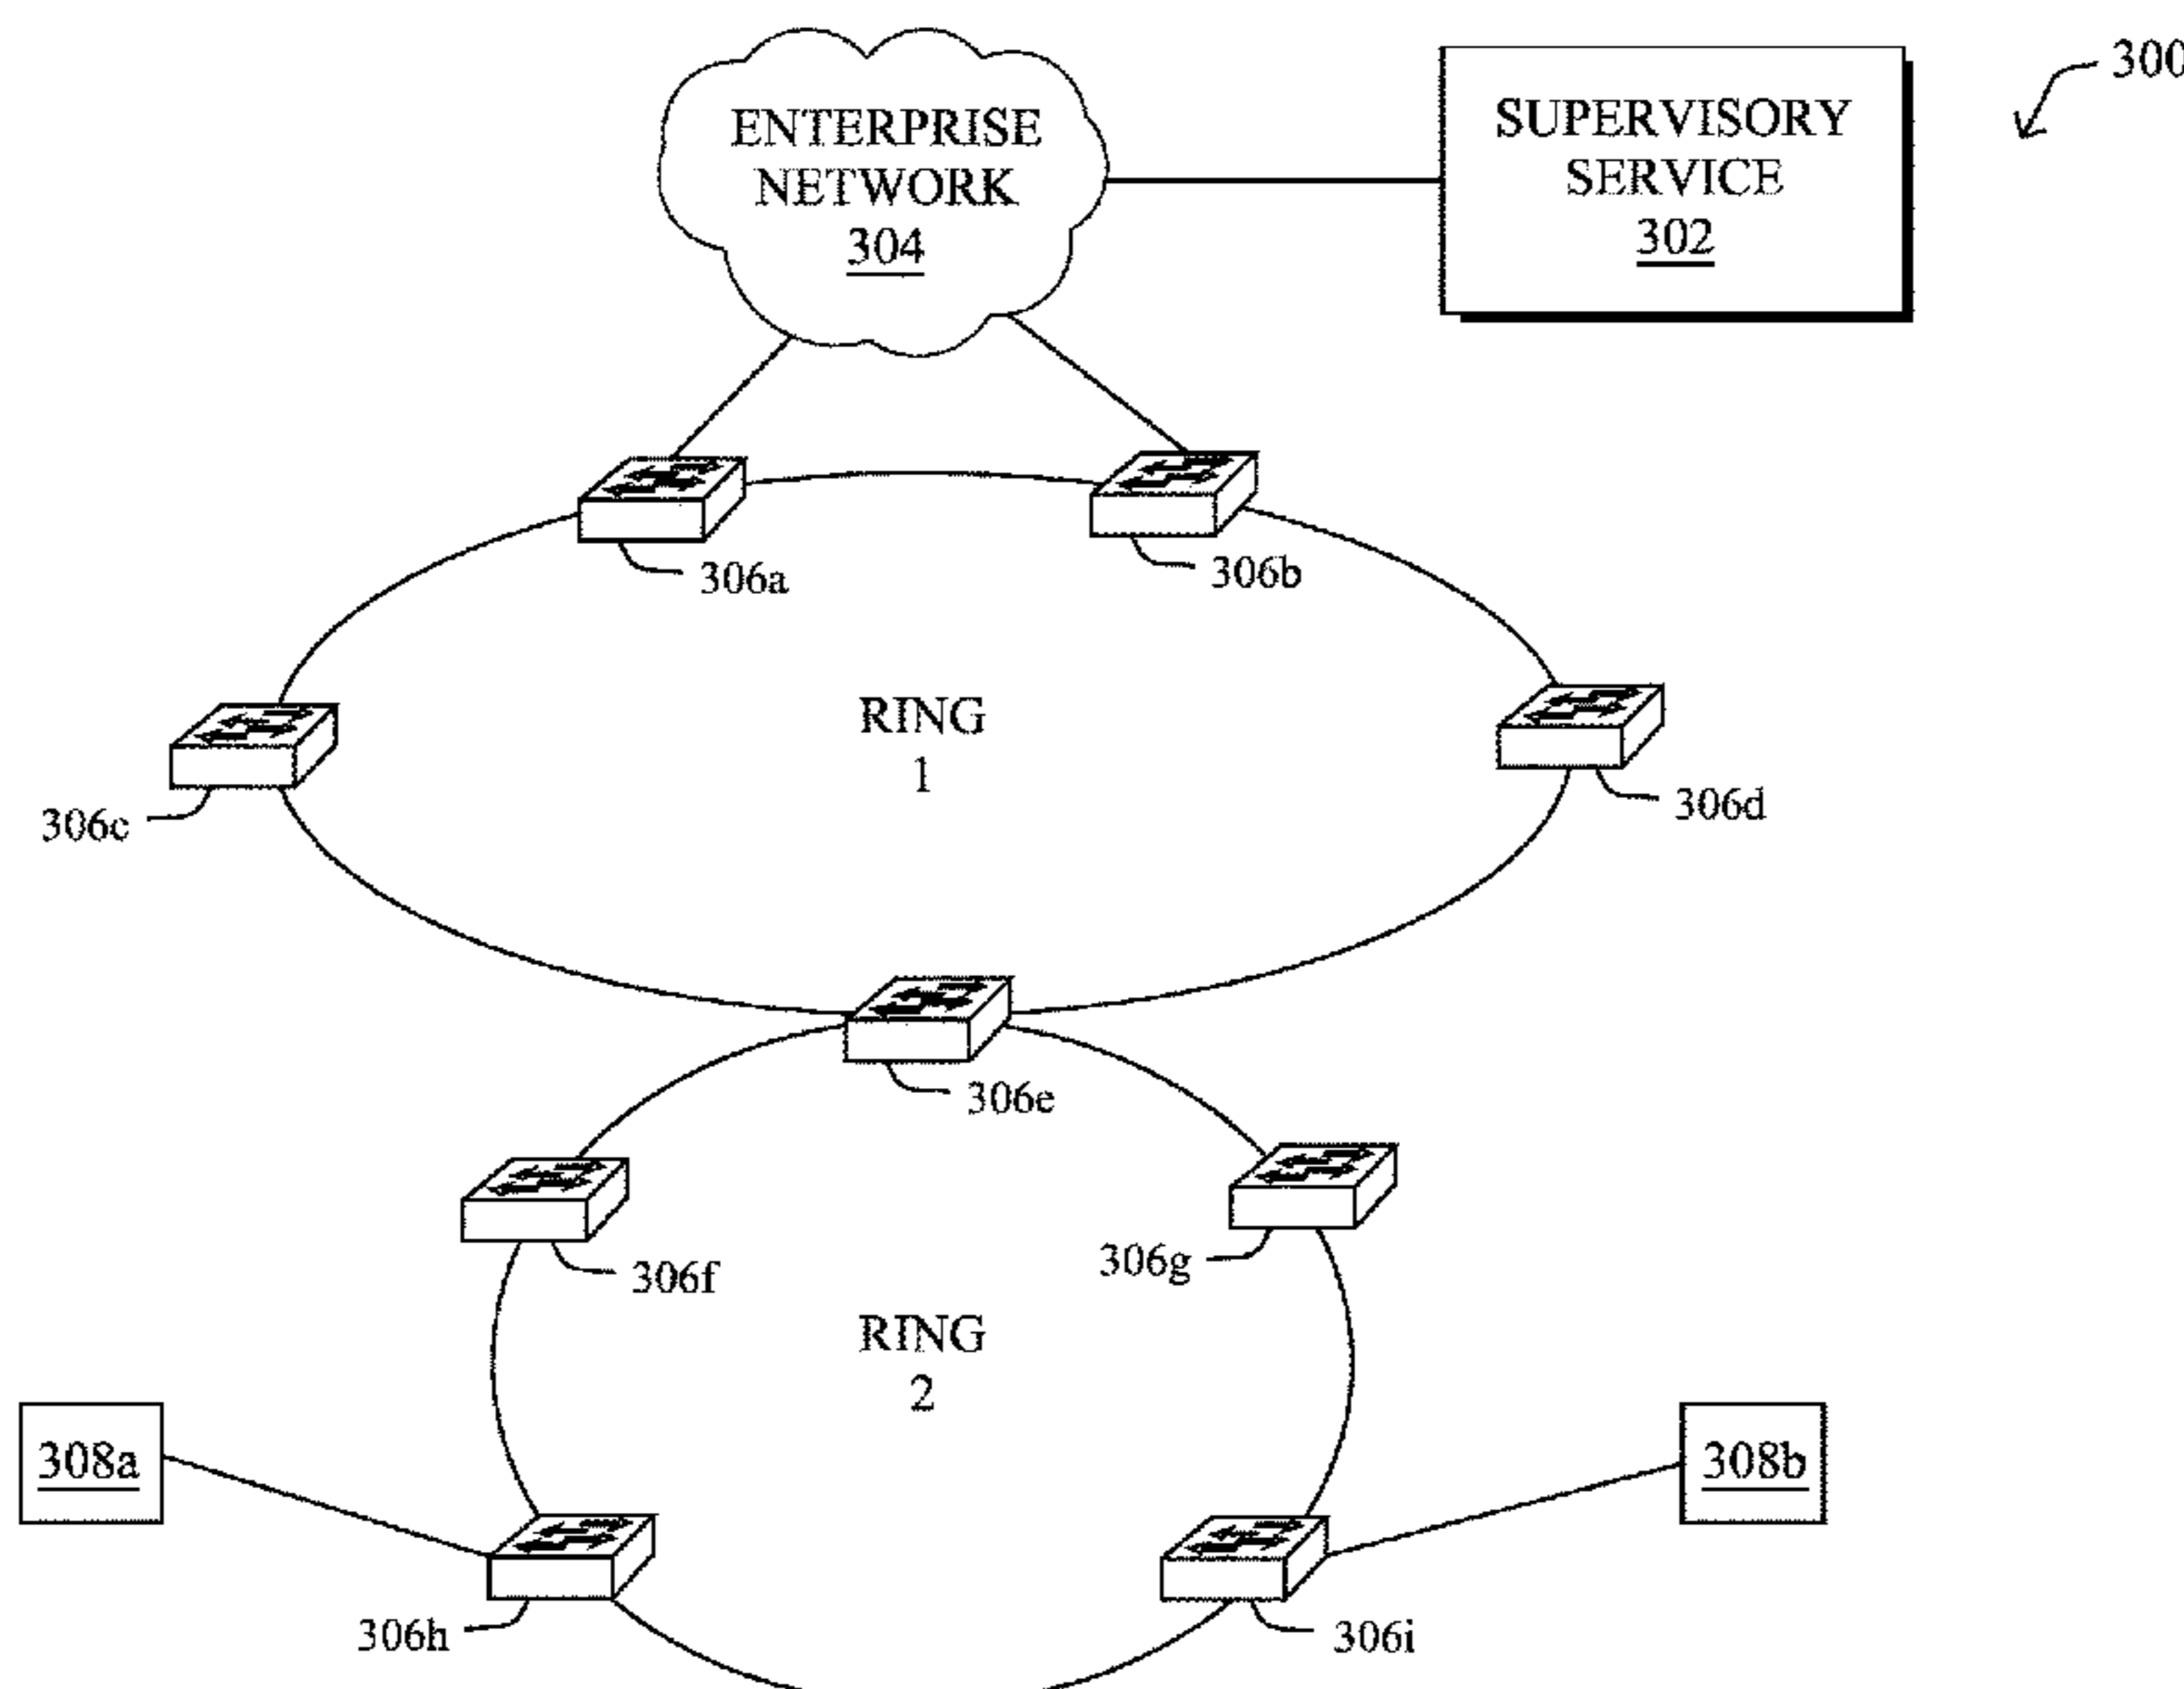 ENTERPRISE
NETWORK
304
SUPERVISORY
SERVICE
302
300
306a
306b
RING
1
306c
306d
306e
306f
306g
RING
2
308a
308b
306h
306i